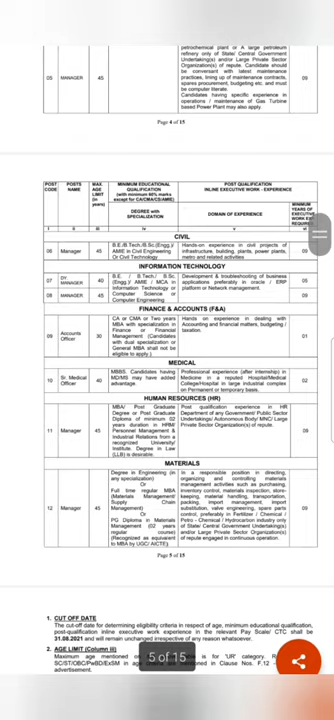 petrochemical plant or A large petroleum
refinery only of State/ Central Government
Undertaking(s) and/or Large Private Sector
Organization(s) of repute. Candidate should
be conversant with latest maintenance
practices, lining up of maintenance contracts,
spares procurement, budgeting etc. and must
be computer literate.
Candidates having specific experience in
operations / maintenance of Gas Turbine
based Power Plant may also apply.
05 MANAGER 45 09
Page 4 of 15
POST CODE
POSTS NAME
MAX. AGE LIMIT (in years)
MINIMUM EDUCATIONAL QUALIFICATION
(with minimum 60% marks except for CA/CMA/CS/AIME)
DEGREE with SPECIALIZATION
POST QUALIFICATION
INLINE EXECUTIVE WORK - EXPERIENCE
DOMAIN OF EXPERIENCE
MINIMUM YEARS OF EXECUTIVE WORK
I ii iii iv v vi
CIVIL
06 Manager 45
B.E./B.Tech./B.Sc.(Engg.)/
AMIE in Civil Engineering
Or Civil Technology
Hands-on experience in civil projects of
infrastructure, building, plants, power plants,
metro and related activities
INFORMATION TECHNOLOGY
07 DY. MANAGER 40 05
08 MANAGER 45 09
B.E. / B.Tech./ B.Sc.
(Engg.)/ AMIE / MCA in
Information Technology or
Computer Science or
Computer Engineering
Development & troubleshooting of business
applications preferably in oracle / ERP
platform or Network management.
FINANCE & ACCOUNTS (F&A)
09 Accounts Officer 30 01
CA or CMA or Two years
MBA with specialization in
Finance or Financial
Management (Candidates
with dual specialization or
General MBA shall not be
eligible to apply.)
Hands on experience in dealing with
Accounting and financial matters, budgeting /
taxation.
MEDICAL
10 Sr. Medical Officer 40 02
MBBS. Candidates having
MD/MS may have added
advantage.
Professional experience (after internship) in
Medicine in a reputed Hospital/Medical
College/Hospital in large industrial complex
on Permanent or temporary basis.
HUMAN RESOURCES (HR)
11 Manager 45 09
MBA/ Post Graduate
Degree or Post Graduate
Diploma of minimum 02
years duration in HRM/
Personnel Management &
Industrial Relations from a
recognized University/
Institute. Degree in Law
(LLB) is desirable.
Post qualification experience in HR
Department of any Government/ Public Sector
Undertaking/ Autonomous Body/ MNC/ Large
Private Sector Organization(s) of repute.
MATERIALS
12 Manager 45 09
Degree in Engineering (in
any specialization)
Or
Full time regular MBA
(Materials Management/
Supply Chain
Management)
Or
PG Diploma in Materials
Management (02 years
regular course)
(Recognized as equivalent
to MBA by UGC/ AICTE).
In a responsible position in directing,
organizing and controlling materials
management activities such as purchasing,
inventory control, materials inspection, store-
keeping, material handling, transportation,
packing, import management, import
substitution, valve engineering, spare parts
control, preferably in Fertilizer / Chemical /
Petro - Chemical / Hydrocarbon industry only
of State/ Central Government Undertaking(s)
and/or Large Private Sector Organization(s)
of repute engaged in continuous operation.
Page 5 of 15
1. CUT OFF DATE
The cut-off date for determining eligibility criteria in respect of age, minimum educational qualification,
post-qualification inline executive work experience in the relevant Pay Scale/ CTC shall be
31.08.2021 and will remain unchanged irrespective of any reason whatsoever.
2. AGE LIMIT (Column iii)
Maximum age mentioned is for 'UR' category.
SC/ST/OBC/PwBD/ExSM in age mentioned in Clause Nos. F.12
advertisement.
5 of 15